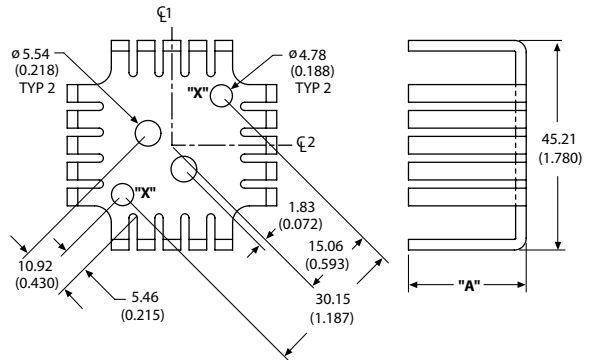 ℄1
ø 5.54
(0.218)
TYP 2
ø 4.78
(0.188)
TYP 2
"X"
℄2
"X"
45.21
(1.780)
1.83
(0.072)
15.06
(0.593)
10.92
(0.430)
5.46
(0.215)
30.15
(1.187)
"A"